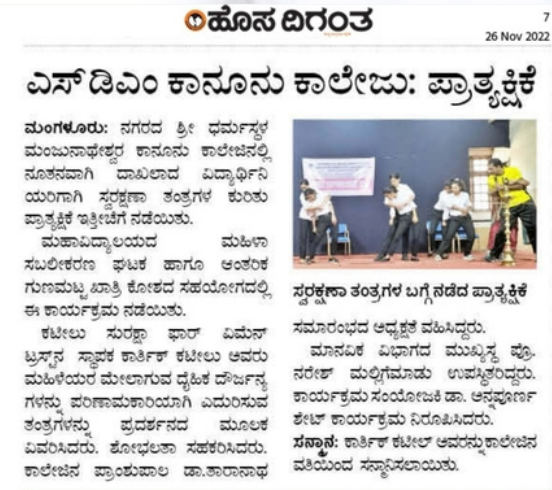 ಹೊಸ ದಿಗಂತ
7
26 Nov 2022
ಎಸ್‌ಡಿಎಂ ಕಾನೂನು ಕಾಲೇಜು: ಪ್ರಾತ್ಯಕ್ಷಿಕೆ
ಮಂಗಳೂರು: ನಗರದ ಶ್ರೀ ಧರ್ಮಸ್ಥಳ
ಮಂಜುನಾಥೇಶ್ವರ ಕಾನೂನು ಕಾಲೇಜಿನಲ್ಲಿ
ನೂತನವಾಗಿ ದಾಖಲಾದ ವಿದ್ಯಾರ್ಥಿನಿ
ಯರಿಗಾಗಿ ಸ್ವರಕ್ಷಣಾ ತಂತ್ರಗಳ ಕುರಿತು
ಪ್ರಾತ್ಯಕ್ಷಿಕೆ ಇತ್ತೀಚೆಗೆ ನಡೆಯಿತು.
ಮಹಾವಿದ್ಯಾಲಯದ ಮಹಿಳಾ
ಸಬಲೀಕರಣ ಘಟಕ ಹಾಗೂ ಆಂತರಿಕ
ಗುಣಮಟ್ಟ ಖಾತ್ರಿ ಕೋಶದ ಸಹಯೋಗದಲ್ಲಿ
ಈ ಕಾರ್ಯಕ್ರಮ ನಡೆಯಿತು.
ಕಟೀಲು ಸುರಕ್ಷಾ ಫಾರ್ ವಿಮೆನ್
ಟ್ರಸ್ಟ್‌ನ ಸ್ಥಾಪಕ ಕಾರ್ತಿಕ್ ಕಟೀಲು ಅವರು
ಮಹಿಳೆಯರ ಮೇಲಾಗುವ ದೈಹಿಕ ದೌರ್ಜನ್ಯ
ಗಳನ್ನು ಪರಿಣಾಮಕಾರಿಯಾಗಿ ಎದುರಿಸುವ
ತಂತ್ರಗಳನ್ನು ಪ್ರದರ್ಶನದ ಮೂಲಕ
ವಿವರಿಸಿದರು. ಶೋಭಲತಾ ಸಹಕರಿಸಿದರು.
ಕಾಲೇಜಿನ ಪ್ರಾಂಶುಪಾಲ ಡಾ.ತಾರಾನಾಥ
ಸ್ವರಕ್ಷಣಾ ತಂತ್ರಗಳ ಬಗ್ಗೆ ನಡೆದ ಪ್ರಾತ್ಯಕ್ಷಿಕೆ
ಸಮಾರಂಭದ ಅಧ್ಯಕ್ಷತೆ ವಹಿಸಿದ್ದರು.
ಮಾನವಿಕ ವಿಭಾಗದ ಮುಖ್ಯಸ್ಥ ಪ್ರೊ.
ನರೇಶ್ ಮಲ್ಲಿಗೆಮಾಡು ಉಪಸ್ಥಿತರಿದ್ದರು.
ಕಾರ್ಯಕ್ರಮ ಸಂಯೋಜಕಿ ಡಾ. ಅನ್ನಪೂರ್ಣ
ಶೇಟ್ ಕಾರ್ಯಕ್ರಮ ನಿರೂಪಿಸಿದರು.
ಸನ್ಮಾನ: ಕಾರ್ತಿಕ್ ಕಟೀಲ್ ಅವರನ್ನು ಕಾಲೇಜಿನ
ವತಿಯಿಂದ ಸನ್ಮಾನಿಸಲಾಯಿತು.